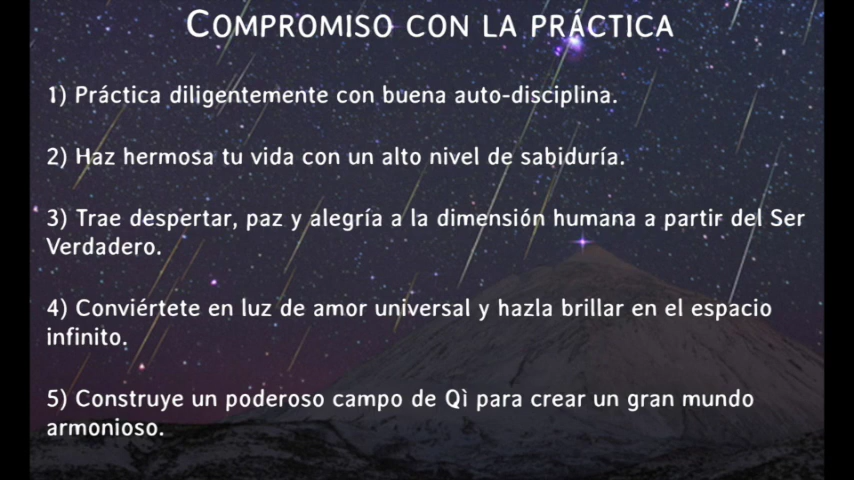 COMPROMISO CON LA PRÁCTICA
1) Práctica diligentemente con buena auto-disciplina.
2) Haz hermosa tu vida con un alto nivel de sabiduría.
3) Trae despertar, paz y alegría a la dimensión humana a partir del Ser
Verdadero.
4) Conviértete en luz de amor universal y hazla brillar en el espacio
infinito.
5) Construye un poderoso campo de Qì para crear un gran mundo
armonioso.